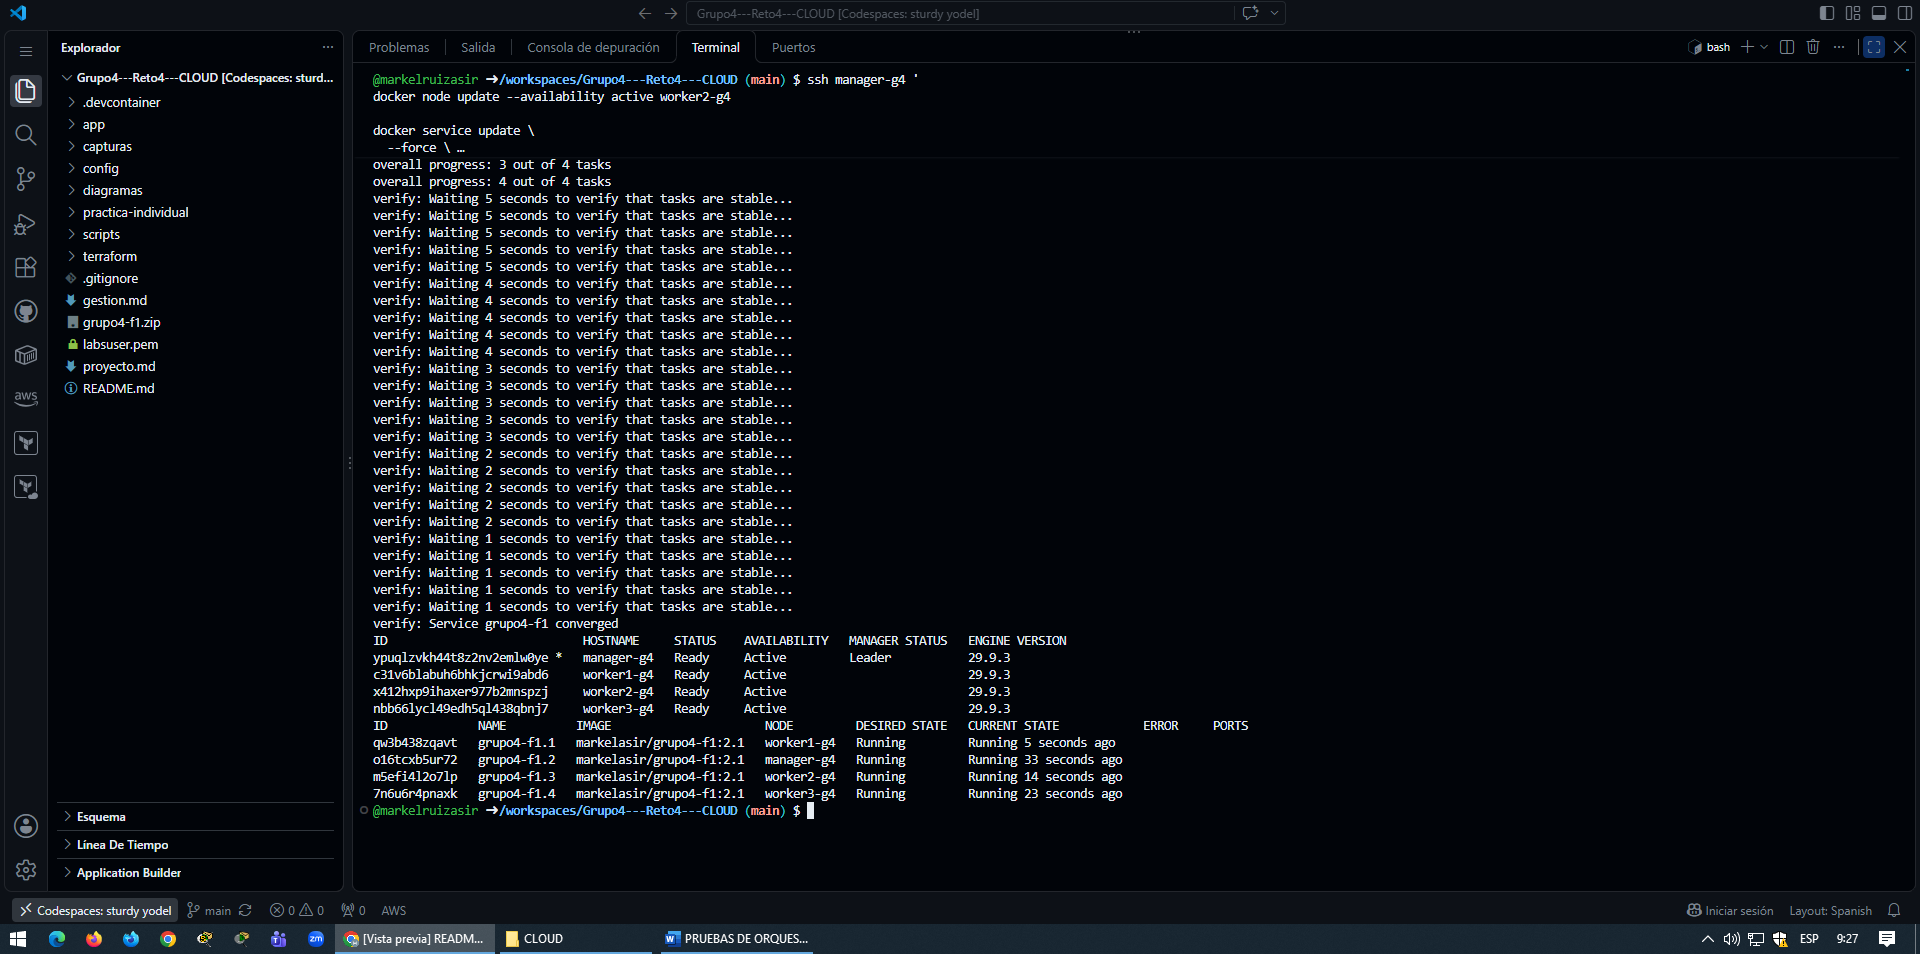 Grupo4---Reto4---CLOUD [Codespaces: sturdy yodel]
Explorador
Grupo4---Reto4---CLOUD [Codespaces: sturd...
.devcontainer
app
capturas
config
diagramas
practica-individual
scripts
terraform
.gitignore
gestion.md
grupo4-f1.zip
labsuser.pem
proyecto.md
README.md
aws
Esquema
Línea De Tiempo
Application Builder
Problemas
Salida
Consola de depuración
Terminal
Puertos
bash
@markelruizasir ➜/workspaces/Grupo4---Reto4---CLOUD (main) $ ssh manager-g4 '
docker node update --availability active worker2-g4
docker service update \
--force \ …
overall progress: 3 out of 4 tasks
overall progress: 4 out of 4 tasks
verify: Waiting 5 seconds to verify that tasks are stable...
verify: Waiting 5 seconds to verify that tasks are stable...
verify: Waiting 5 seconds to verify that tasks are stable...
verify: Waiting 5 seconds to verify that tasks are stable...
verify: Waiting 5 seconds to verify that tasks are stable...
verify: Waiting 4 seconds to verify that tasks are stable...
verify: Waiting 4 seconds to verify that tasks are stable...
verify: Waiting 4 seconds to verify that tasks are stable...
verify: Waiting 4 seconds to verify that tasks are stable...
verify: Waiting 4 seconds to verify that tasks are stable...
verify: Waiting 3 seconds to verify that tasks are stable...
verify: Waiting 3 seconds to verify that tasks are stable...
verify: Waiting 3 seconds to verify that tasks are stable...
verify: Waiting 3 seconds to verify that tasks are stable...
verify: Waiting 3 seconds to verify that tasks are stable...
verify: Waiting 2 seconds to verify that tasks are stable...
verify: Waiting 2 seconds to verify that tasks are stable...
verify: Waiting 2 seconds to verify that tasks are stable...
verify: Waiting 2 seconds to verify that tasks are stable...
verify: Waiting 2 seconds to verify that tasks are stable...
verify: Waiting 1 seconds to verify that tasks are stable...
verify: Waiting 1 seconds to verify that tasks are stable...
verify: Waiting 1 seconds to verify that tasks are stable...
verify: Waiting 1 seconds to verify that tasks are stable...
verify: Waiting 1 seconds to verify that tasks are stable...
verify: Service grupo4-f1 converged
ID HOSTNAME STATUS AVAILABILITY MANAGER STATUS ENGINE VERSION
ypuqlzvkh44t8z2nv2emlw0ye * manager-g4 Ready Active Leader 29.9.3
c31v6blabuh6bhkjcrwi9abd6 worker1-g4 Ready Active 29.9.3
x412hxp9ihaxer977b2mnspzj worker2-g4 Ready Active 29.9.3
nbb66lycl49edh5ql438qbnj7 worker3-g4 Ready Active 29.9.3
ID NAME IMAGE NODE DESIRED STATE CURRENT STATE ERROR PORTS
qw3b438zqavt grupo4-f1.1 markelasir/grupo4-f1:2.1 worker1-g4 Running Running 5 seconds ago
o16tcxb5ur72 grupo4-f1.2 markelasir/grupo4-f1:2.1 manager-g4 Running Running 33 seconds ago
m5efi4l2o7lp grupo4-f1.3 markelasir/grupo4-f1:2.1 worker2-g4 Running Running 14 seconds ago
7n6u6r4pnaxk grupo4-f1.4 markelasir/grupo4-f1:2.1 worker3-g4 Running Running 23 seconds ago
@markelruizasir ➜/workspaces/Grupo4---Reto4---CLOUD (main) $
Codespaces: sturdy yodel
main
0
0
0
AWS
Iniciar sesión
Layout: Spanish
[Vista previa] READM...
CLOUD
PRUEBAS DE ORQUES...
ESP
9:27